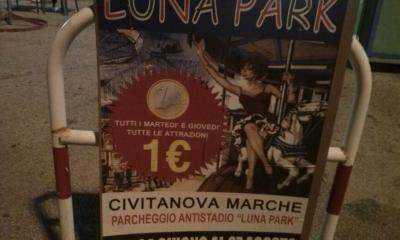 LUNA PARK
TUTTI I MARTEDI' E GIOVEDI'
TUTTE LE ATTRAZIONI
1€
CIVITANOVA MARCHE
PARCHEGGIO ANTISTADIO "LUNA PARK"